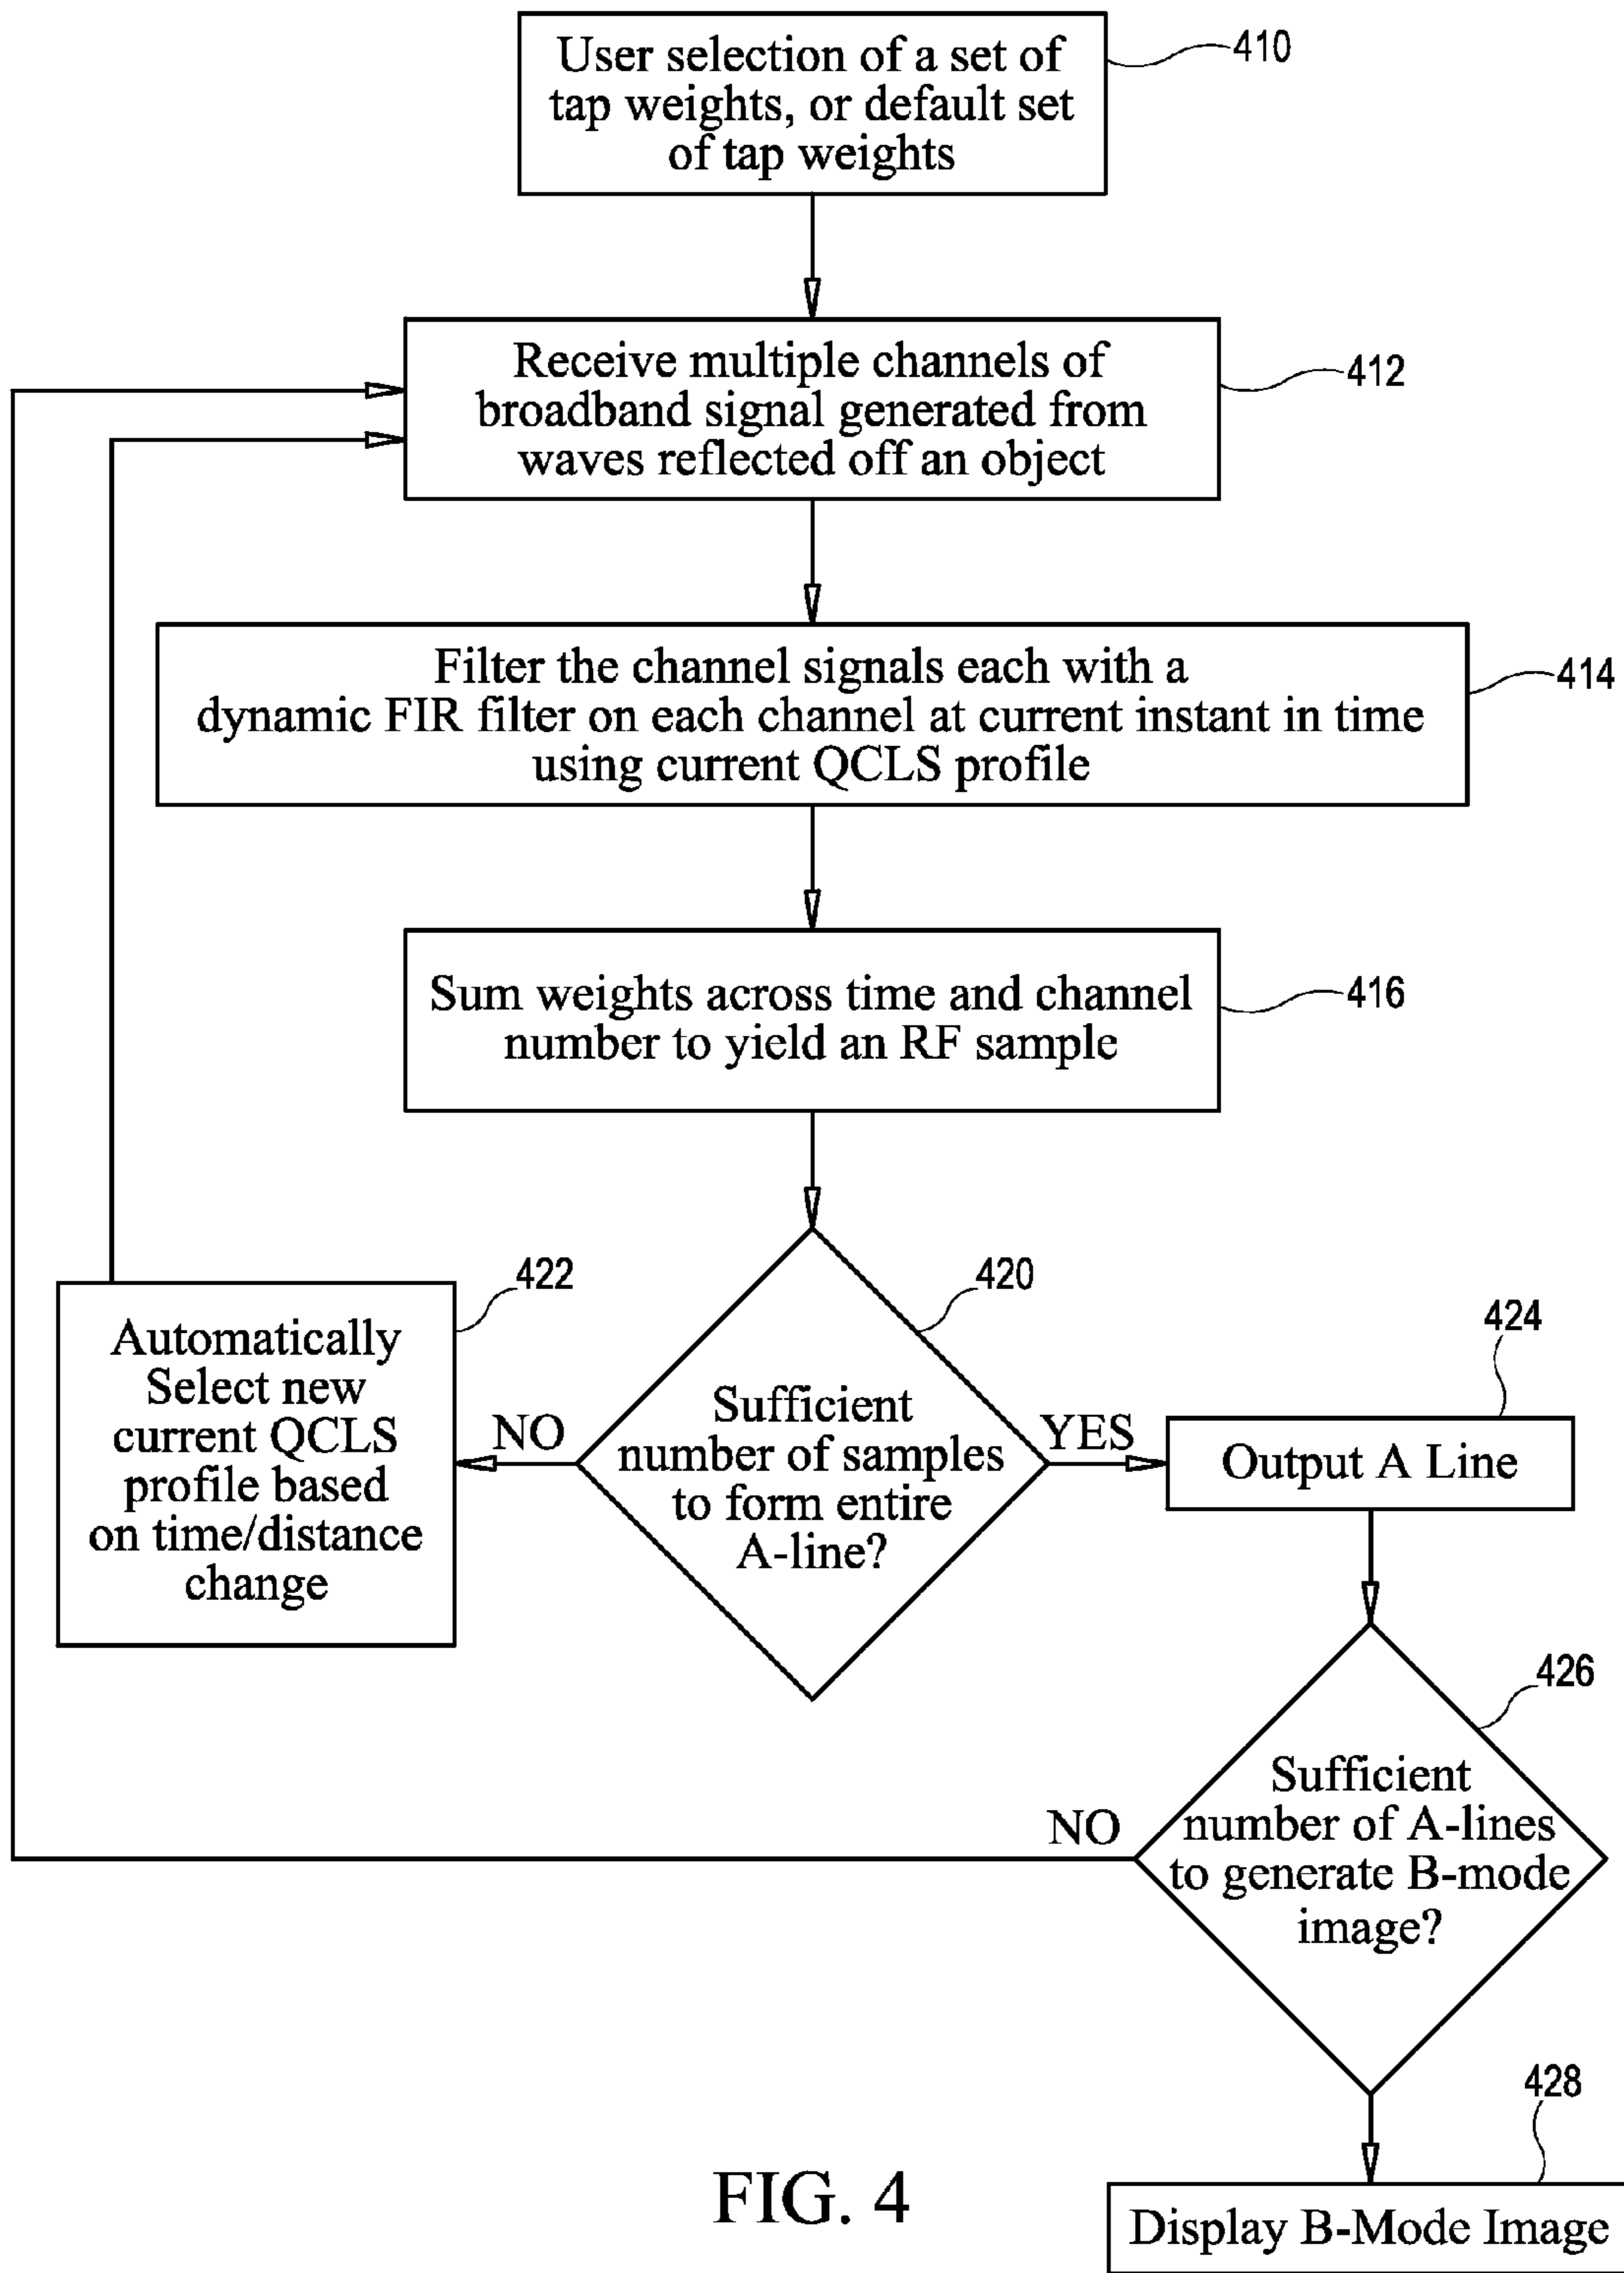 User selection of a set of
tap weights, or default set
of tap weights
410
Receive multiple channels of
broadband signal generated from
waves reflected off an object
412
Filter the channel signals each with a
dynamic FIR filter on each channel at current instant in time
using current QCLS profile
414
Sum weights across time and channel
number to yield an RF sample
416
420
Sufficient
number of samples
to form entire
A-line?
NO
YES
422
Automatically
Select new
current QCLS
profile based
on time/distance
change
424
Output A Line
426
Sufficient
number of A-lines
to generate B-mode
image?
NO
428
Display B-Mode Image
FIG. 4